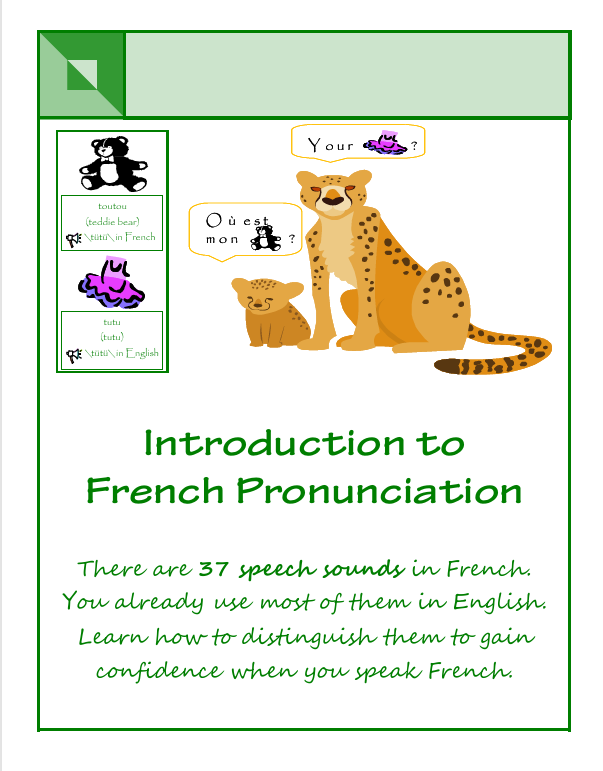 Your ?
Où est
mon ?
toutou
(teddie bear)
\tütü\ in French
tutu
(tutu)
\tütü\ in English
Introduction to
French Pronunciation
There are 37 speech sounds in French.
You already use most of them in English.
Learn how to distinguish them to gain
confidence when you speak French.